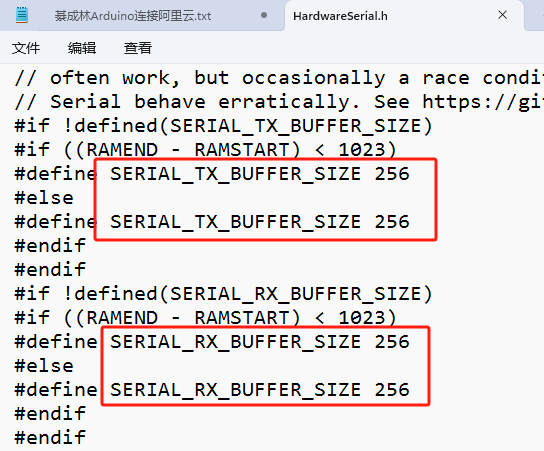 綦成林Arduino连接阿里云.txt
HardwareSerial.h
文件 编辑 查看
// often work, but occasionally a race condi
// Serial behave erratically. See https://gi
#if !defined(SERIAL_TX_BUFFER_SIZE)
#if ((RAMEND - RAMSTART) < 1023)
#define SERIAL_TX_BUFFER_SIZE 256
#else
#define SERIAL_TX_BUFFER_SIZE 256
#endif
#endif
#if !defined(SERIAL_RX_BUFFER_SIZE)
#if ((RAMEND - RAMSTART) < 1023)
#define SERIAL_RX_BUFFER_SIZE 256
#else
#define SERIAL_RX_BUFFER_SIZE 256
#endif
#endif